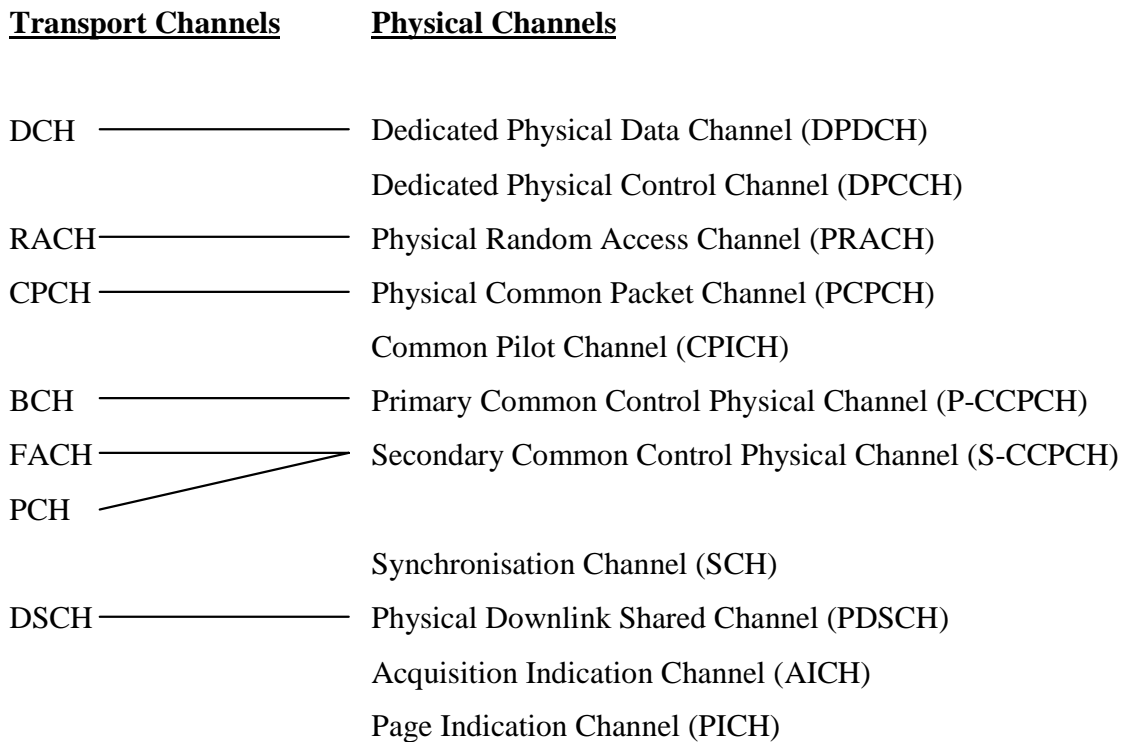 Transport Channels Physical Channels
DCH Dedicated Physical Data Channel (DPDCH)
Dedicated Physical Control Channel (DPCCH)
RACH Physical Random Access Channel (PRACH)
CPCH Physical Common Packet Channel (PCPCH)
Common Pilot Channel (CPICH)
BCH Primary Common Control Physical Channel (P-CCPCH)
FACH Secondary Common Control Physical Channel (S-CCPCH)
PCH
Synchronisation Channel (SCH)
DSCH Physical Downlink Shared Channel (PDSCH)
Acquisition Indication Channel (AICH)
Page Indication Channel (PICH)